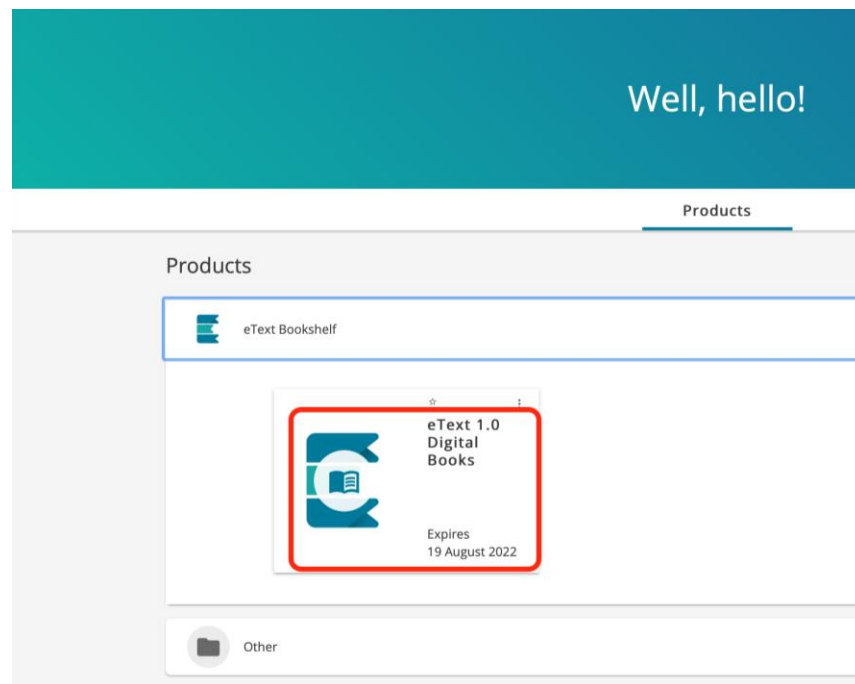 Well, hello!
Products
Products
eText Bookshelf
eText 1.0
Digital
Books
Expires
19 August 2022
Other